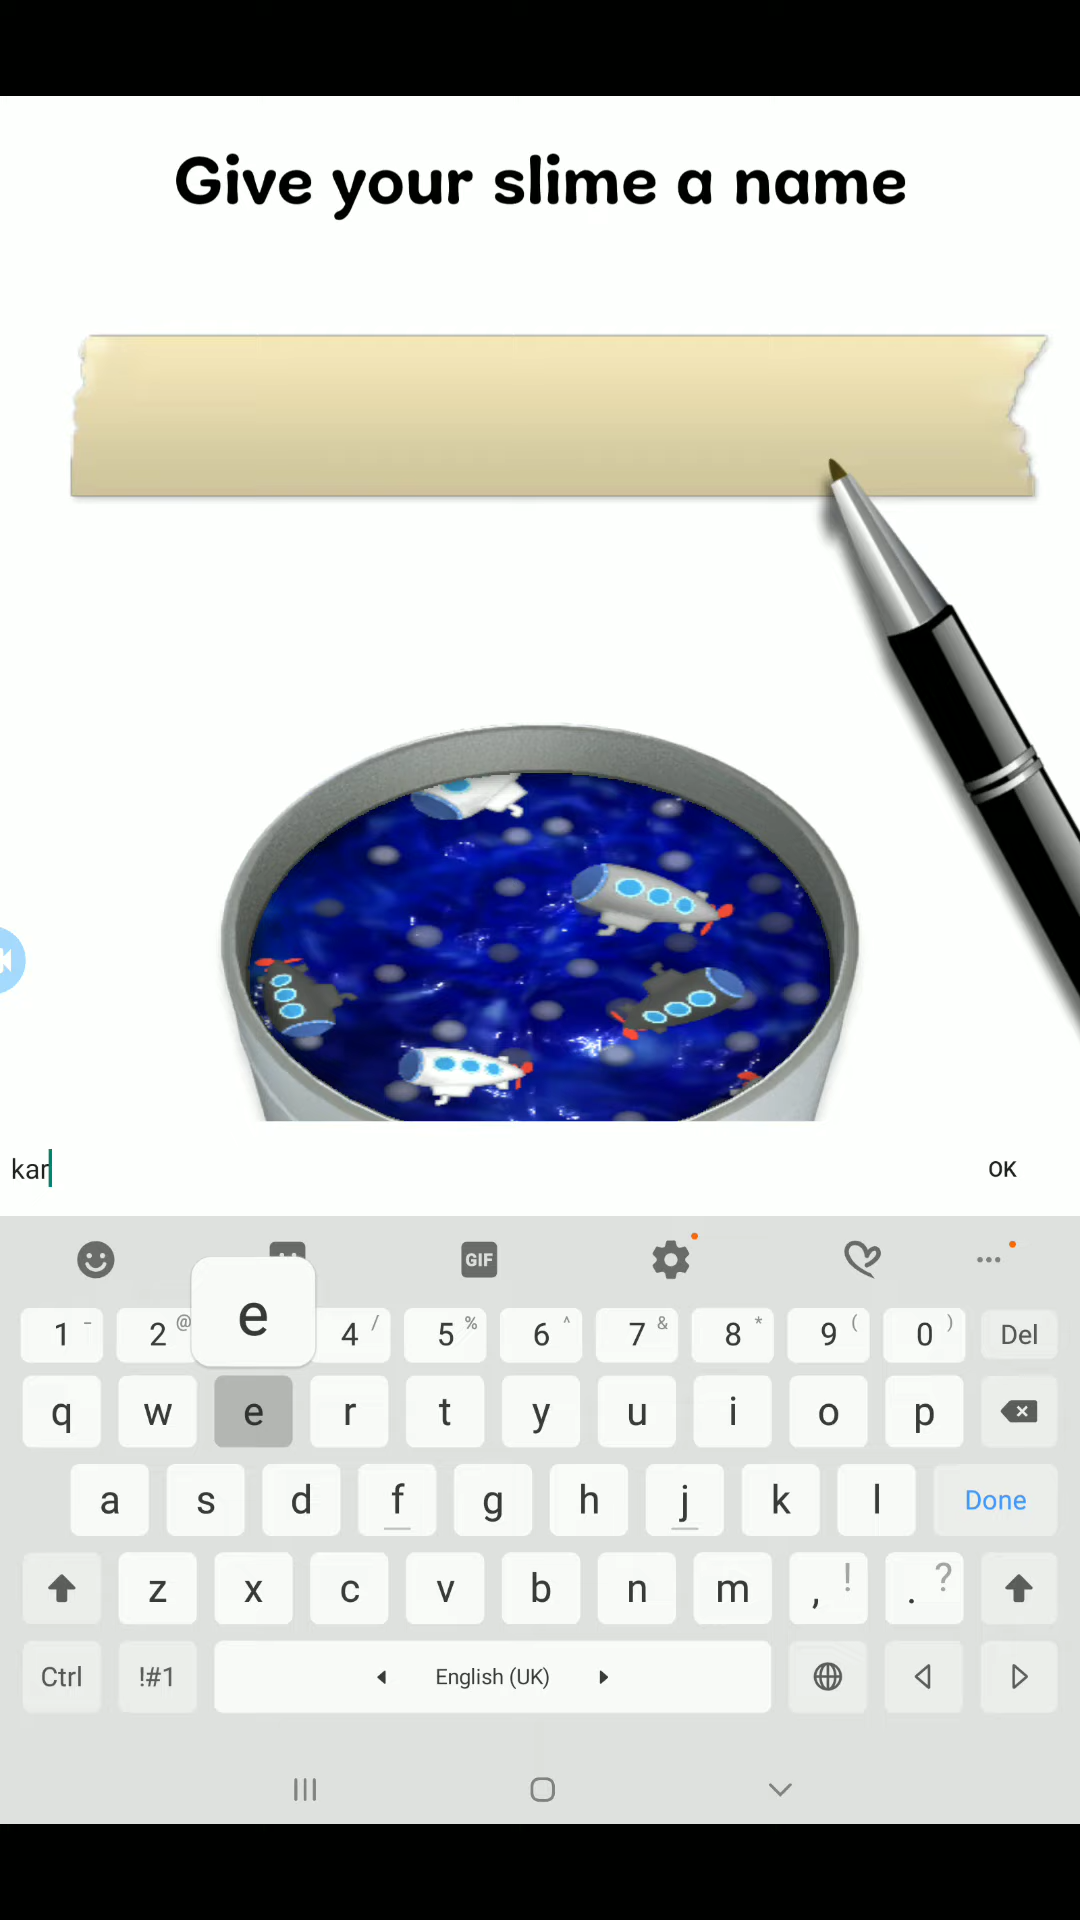 Give your slime a name
kar
OK
GIF
e
1 - 2 @ 4 / 5 % 6 ^ 7 & 8 * 9 ( 0 ) Del
q w e r t y u i o p
a s d f g h j k l Done
z x c v b n m , ! . ?
Ctrl !#1 English (UK)